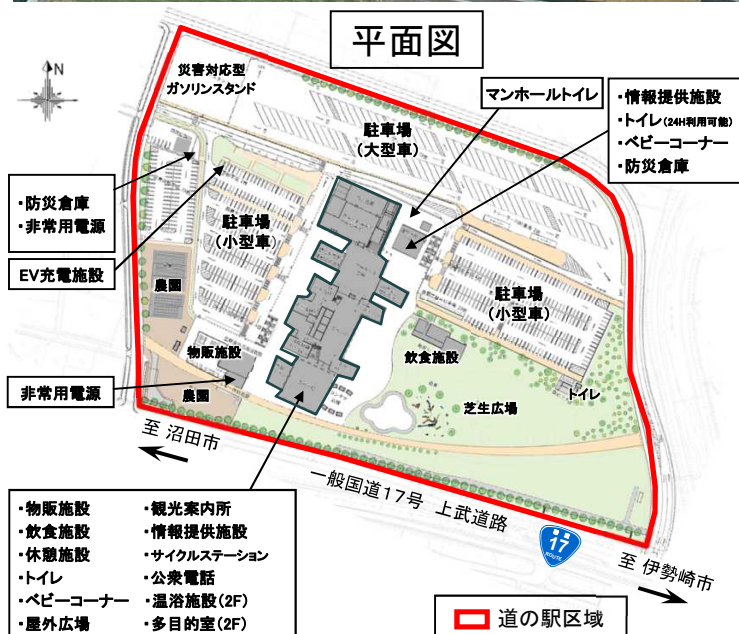 平面図
N
災害対応型
ガソリンスタンド
マンホールトイレ
・情報提供施設
・トイレ(24H利用可能)
・ベビーコーナー
・防災倉庫
駐車場
(大型車)
・防災倉庫
・非常用電源
駐車場
(小型車)
EV充電施設
農園
駐車場
(小型車)
物販施設
飲食施設
非常用電源
農園
トイレ
芝生広場
至 沼田市
一般国道17号 上武道路
17
ROUTE
至 伊勢崎市
・物販施設
・飲食施設
・休憩施設
・トイレ
・ベビーコーナー
・屋外広場
・観光案内所
・情報提供施設
・サイクルステーション
・公衆電話
・温浴施設(2F)
・多目的室(2F)
道の駅区域